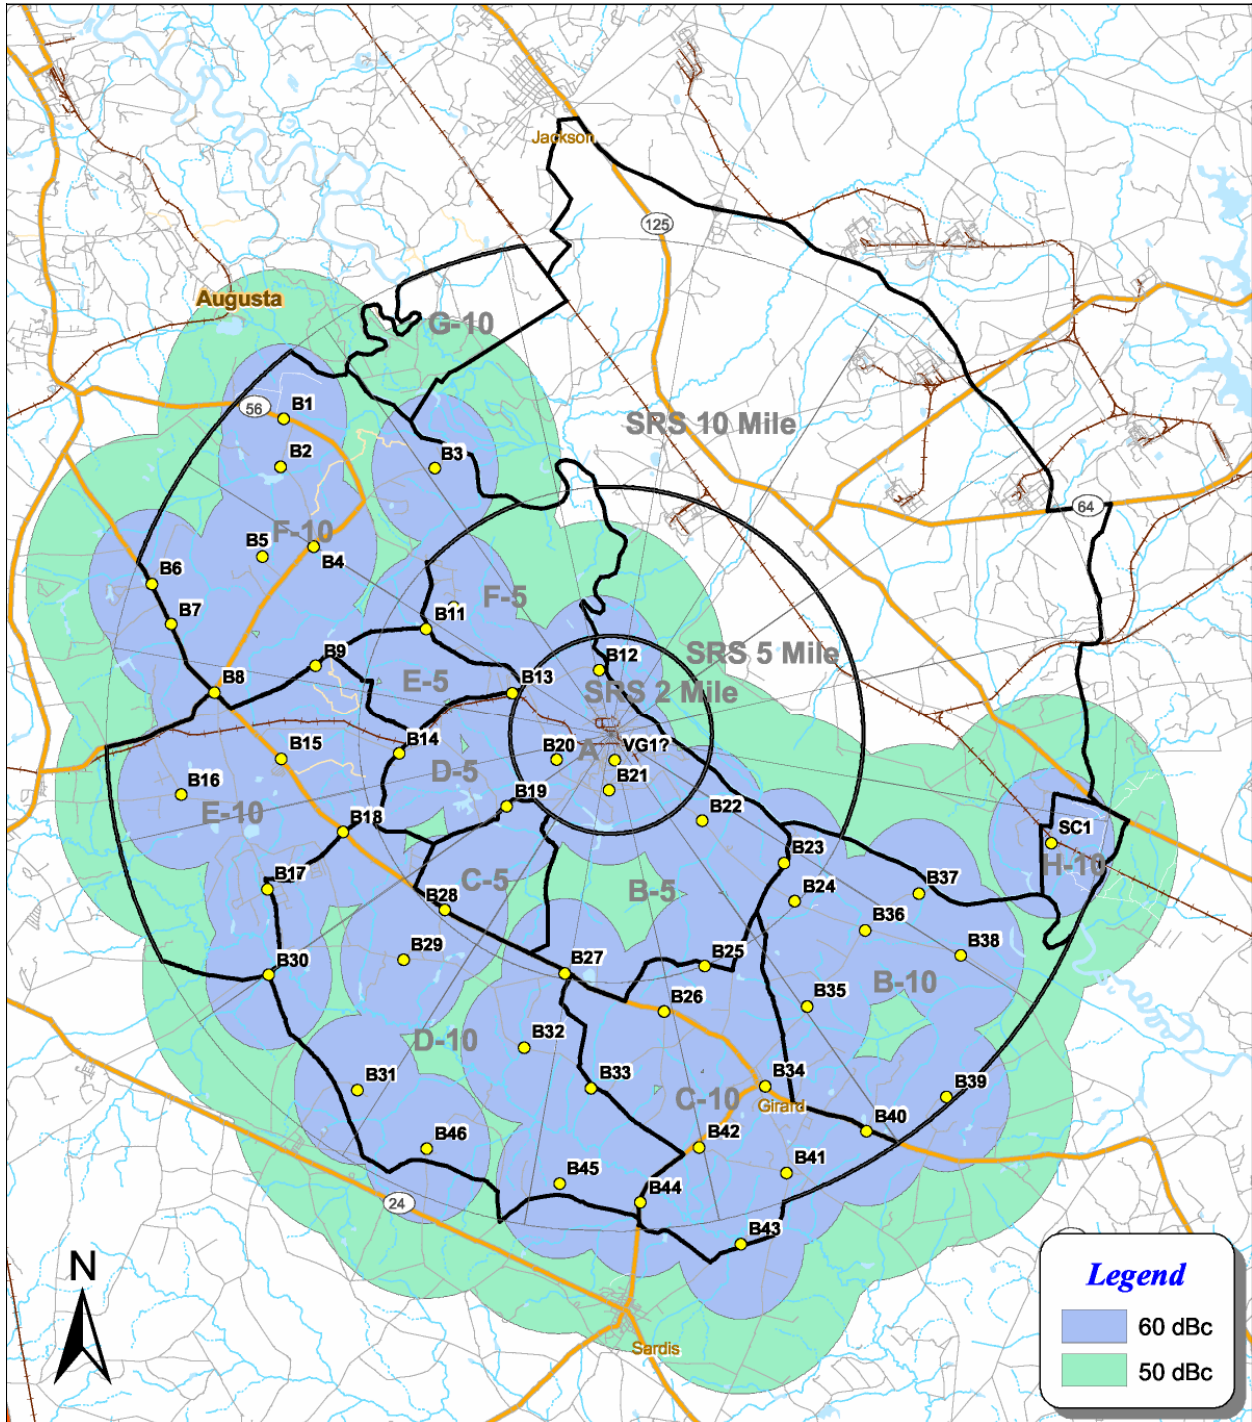 Jackson
125
Augusta
G-10
56
B1
SRS 10 Mile
B2
B3
64
F-10
B5
B4
B6
F-5
B7
B11
B9
SRS 5 Mile
B12
E-5
B13
SRS 2 Mile
B8
B14
B15
A
VG1?
B20
D-5
B21
B16
B19
E-10
B18
B22
SC1
B23
H-10
B17
C-5
B-5
B24
B37
B28
B36
B29
B25
B38
B30
B27
B-10
B26
B35
D-10
B32
B31
B33
B34
B39
C-10
Girard
B40
B46
B42
B41
B45
B44
24
B43
N
Legend
60 dBc
50 dBc
Sardis